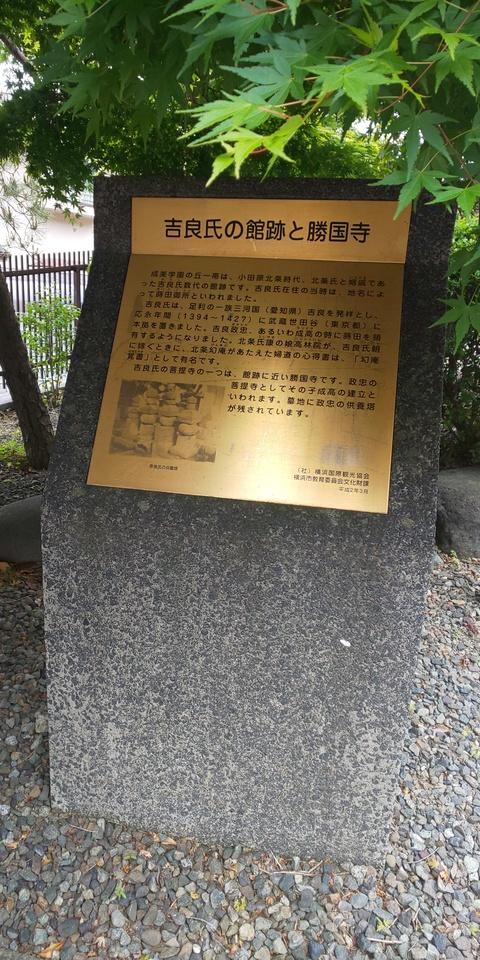 吉良氏の館跡と勝国寺
成美学園の丘一帯は、小田原北条時代、北条氏と姻戚であ
った吉良氏数代の館跡です。吉良氏在住の当時は、地名によ
って蒔田御所といわれました。
吉良氏は、足利の一族三河国（愛知県）吉良を発祥とし、
応永年間（1394～1427）に武蔵世田谷（東京都）に
本拠を置きました。吉良政忠、あるいわ成高の時に蒔田を領
有するようになりました。北条氏康の娘高林院が、吉良氏朝
に嫁ぐときに、北条幻庵があたえた婦道の心得書は、「幻庵
覚書」として有名です。
吉良氏の菩提寺の一つは、館跡に近い勝国寺です。政忠の
菩提寺としてその子成高の建立と
いわれます。墓地に政忠の供養塔
が残されています。
吉良氏の供養塔
（社）横浜国際観光協会
横浜市教育委員会文化財課
平成2年3月